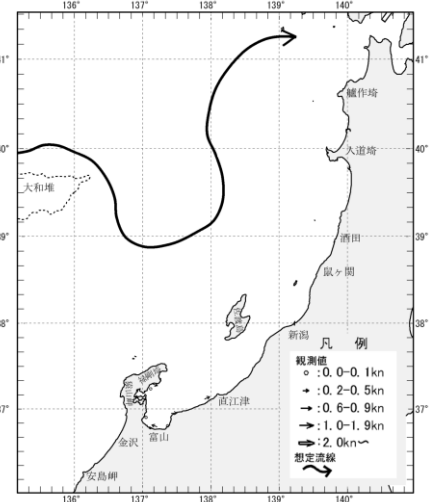 136°
137°
138°
139°
140°
41°
41°
艫作埼
40°
40°
入道埼
大和堆
39°
39°
酒田
鼠ヶ関
38°
38°
新潟
凡 例
観測値
:0.0-0.1kn
:0.2-0.5kn
:0.6-0.9kn
:1.0-1.9kn
:2.0kn〜
想定流線
37°
37°
直江津
金沢
富山
安島岬
136°
137°
138°
139°
140°